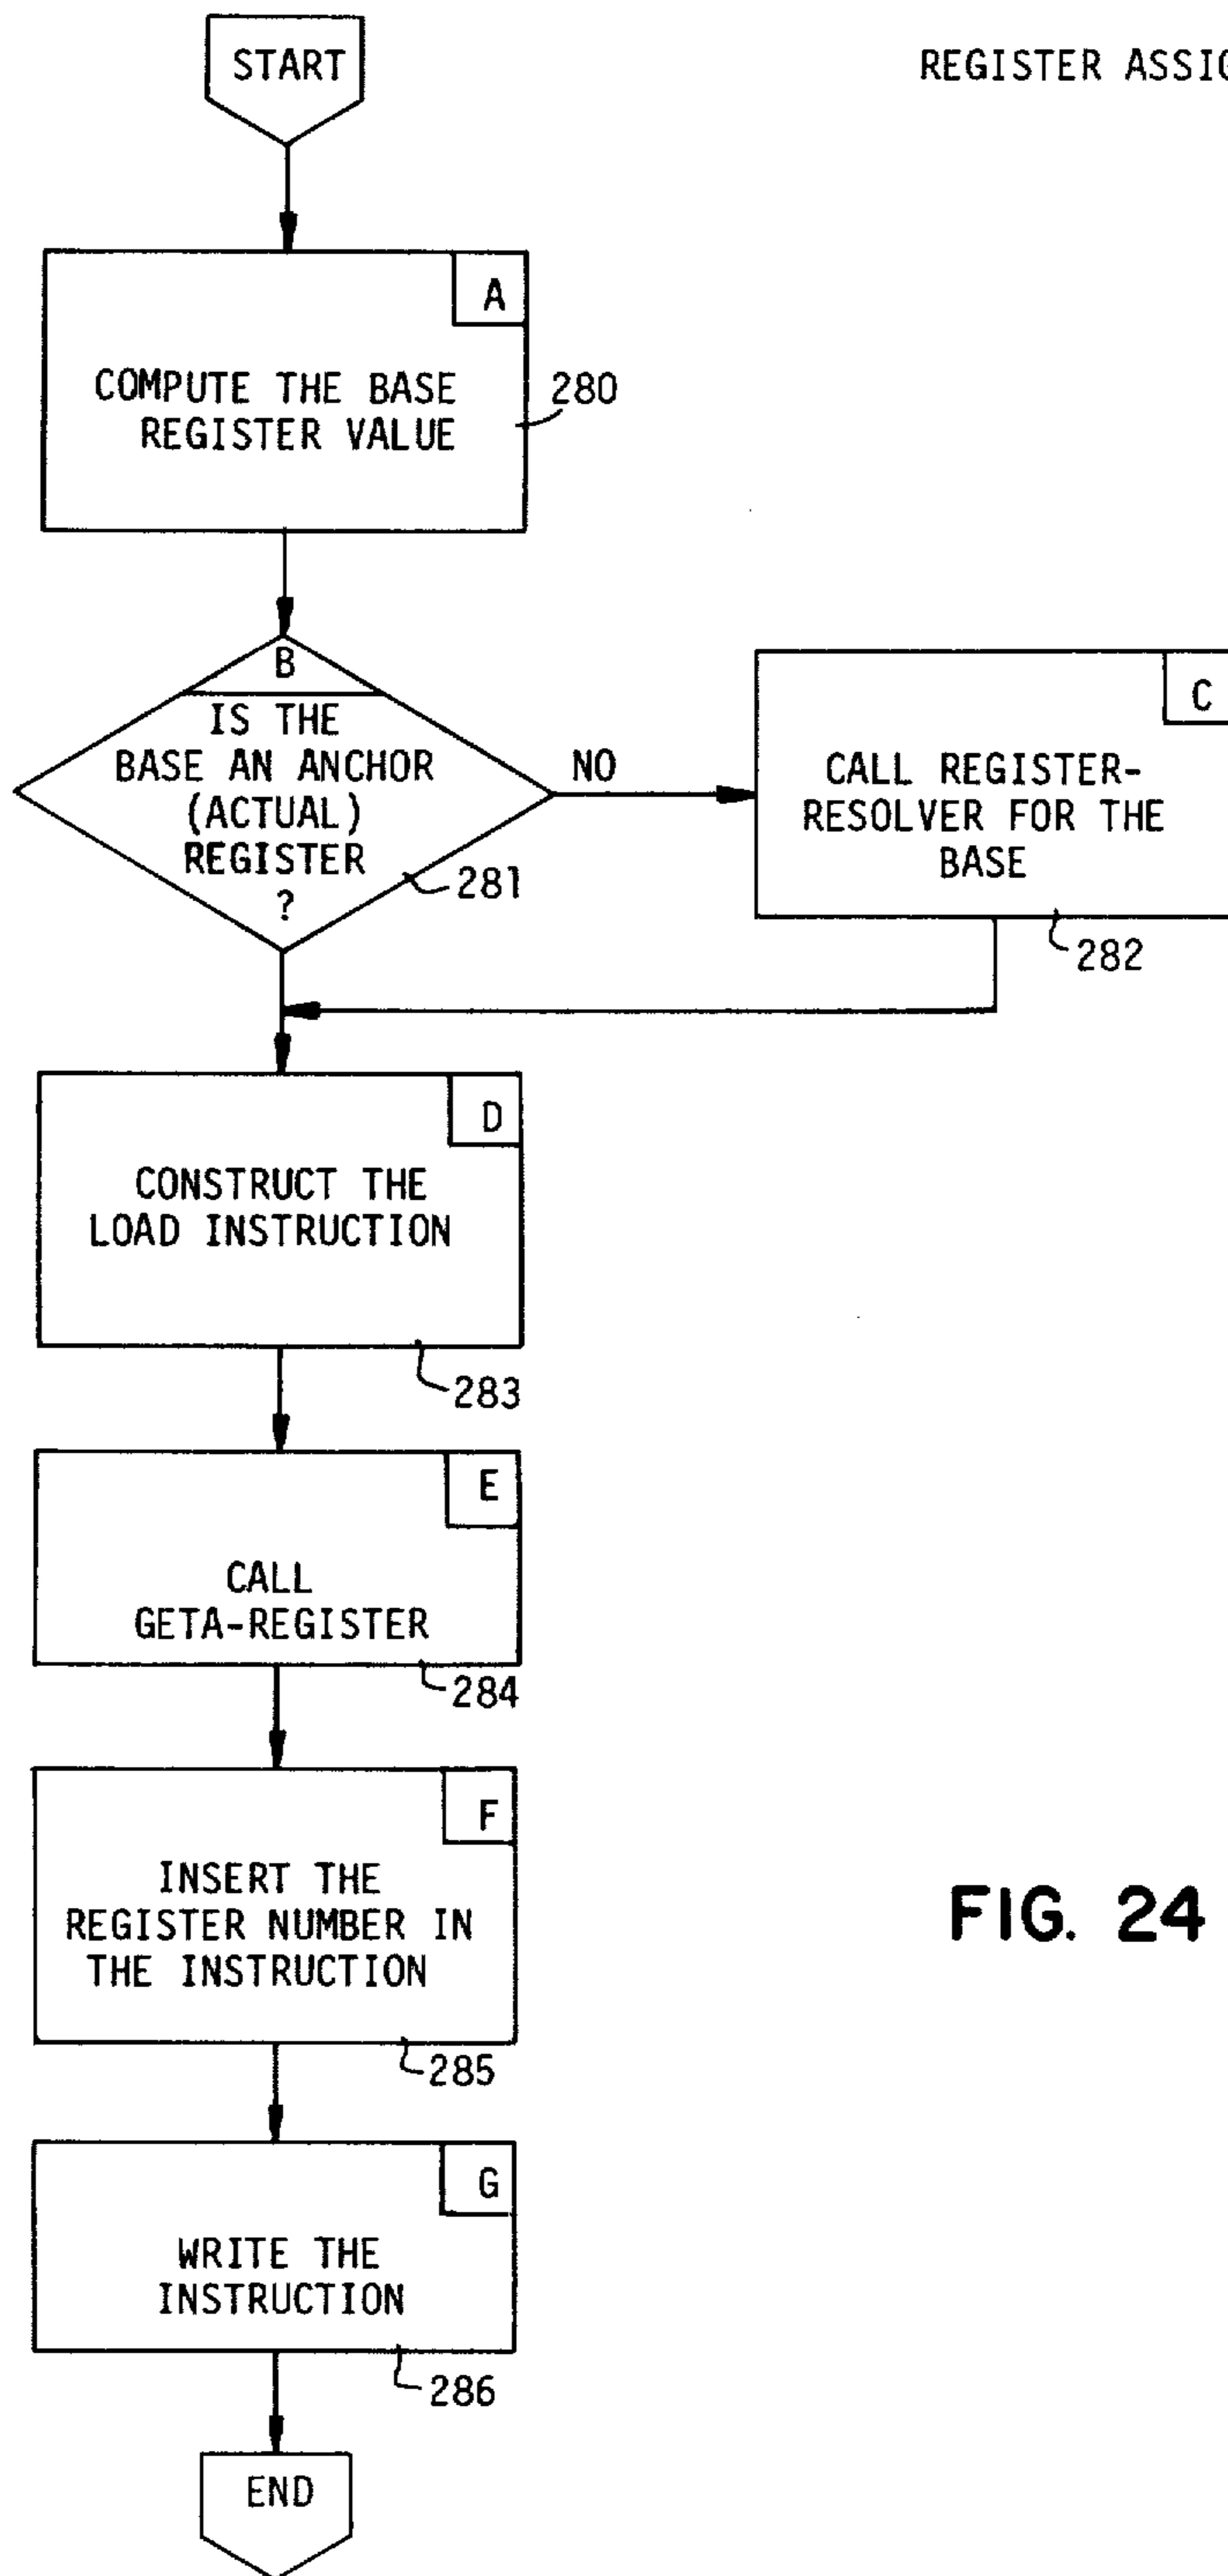 START
REGISTER ASSIG
A
COMPUTE THE BASE
REGISTER VALUE
280
B
IS THE
BASE AN ANCHOR
(ACTUAL)
REGISTER
?
281
NO
C
CALL REGISTER-
RESOLVER FOR THE
BASE
282
D
CONSTRUCT THE
LOAD INSTRUCTION
283
E
CALL
GETA-REGISTER
284
F
INSERT THE
REGISTER NUMBER IN
THE INSTRUCTION
285
FIG. 24
G
WRITE THE
INSTRUCTION
286
END